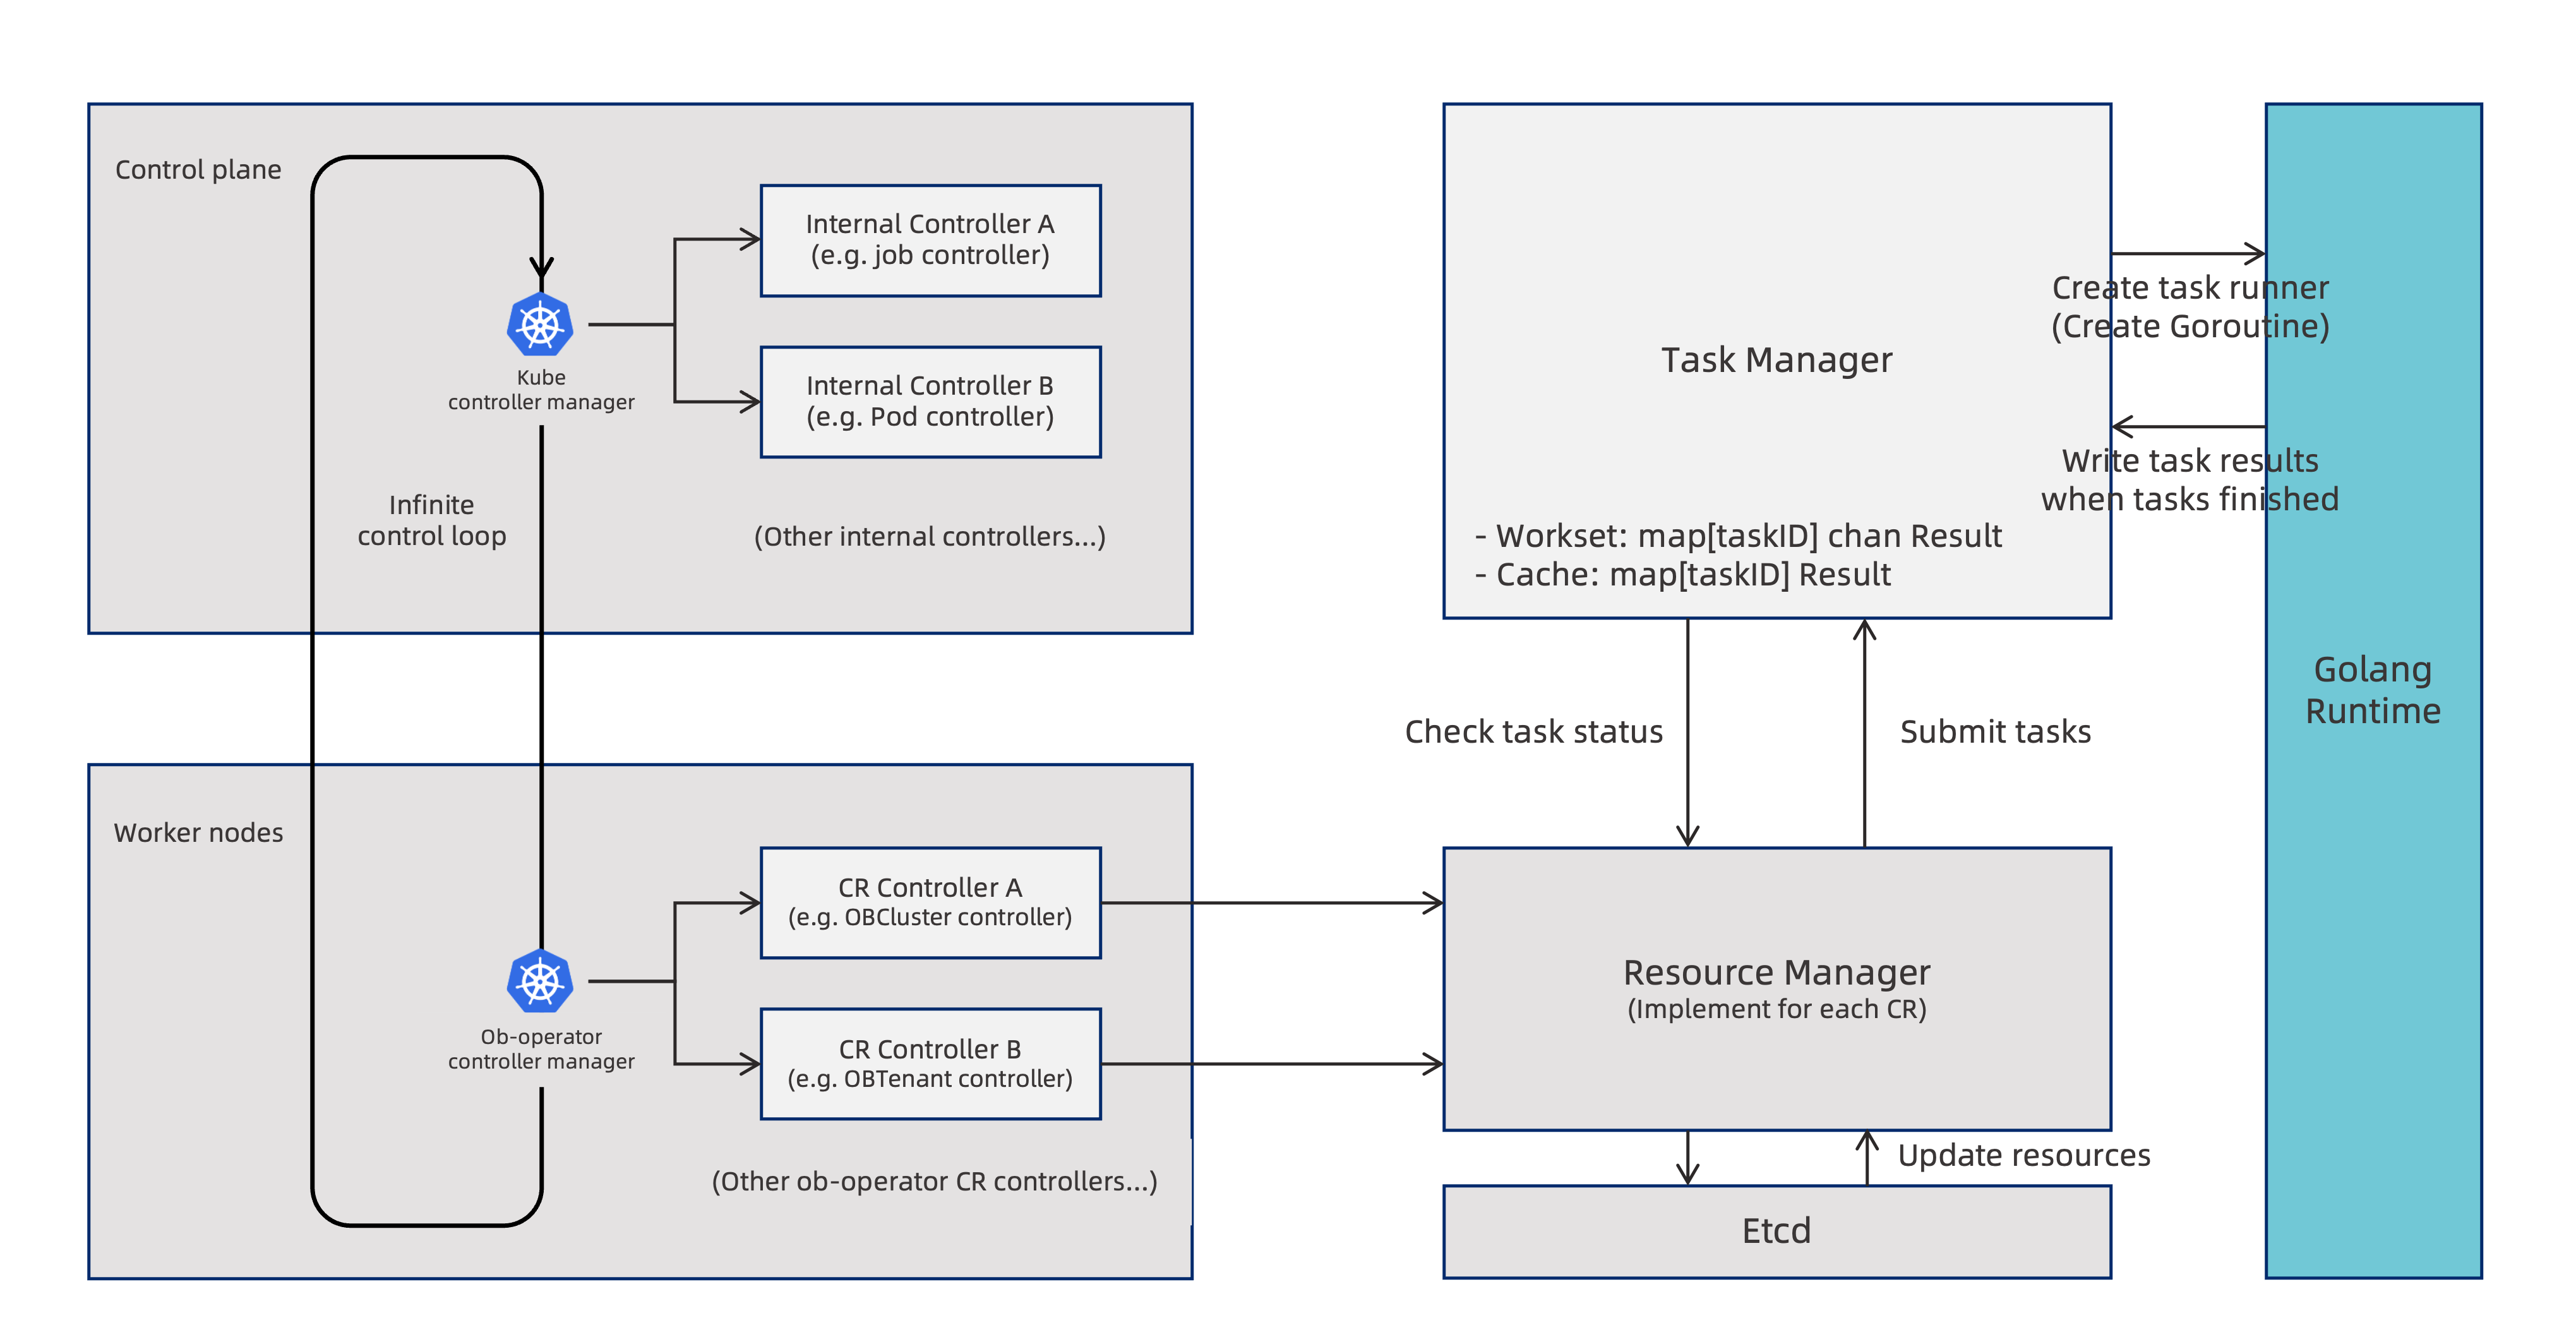 Control plane
Internal Controller A
(e.g. job controller)
Kube
controller manager
Internal Controller B
(e.g. Pod controller)
Infinite
control loop
(Other internal controllers...)
Worker nodes
CR Controller A
(e.g. OBCluster controller)
Ob-operator
controller manager
CR Controller B
(e.g. OBTenant controller)
(Other ob-operator CR controllers...)
Task Manager
- Workset: map[taskID] chan Result
- Cache: map[taskID] Result
Create task runner
(Create Goroutine)
Write task results
when tasks finished
Golang
Runtime
Check task status
Submit tasks
Resource Manager
(Implement for each CR)
Update resources
Etcd